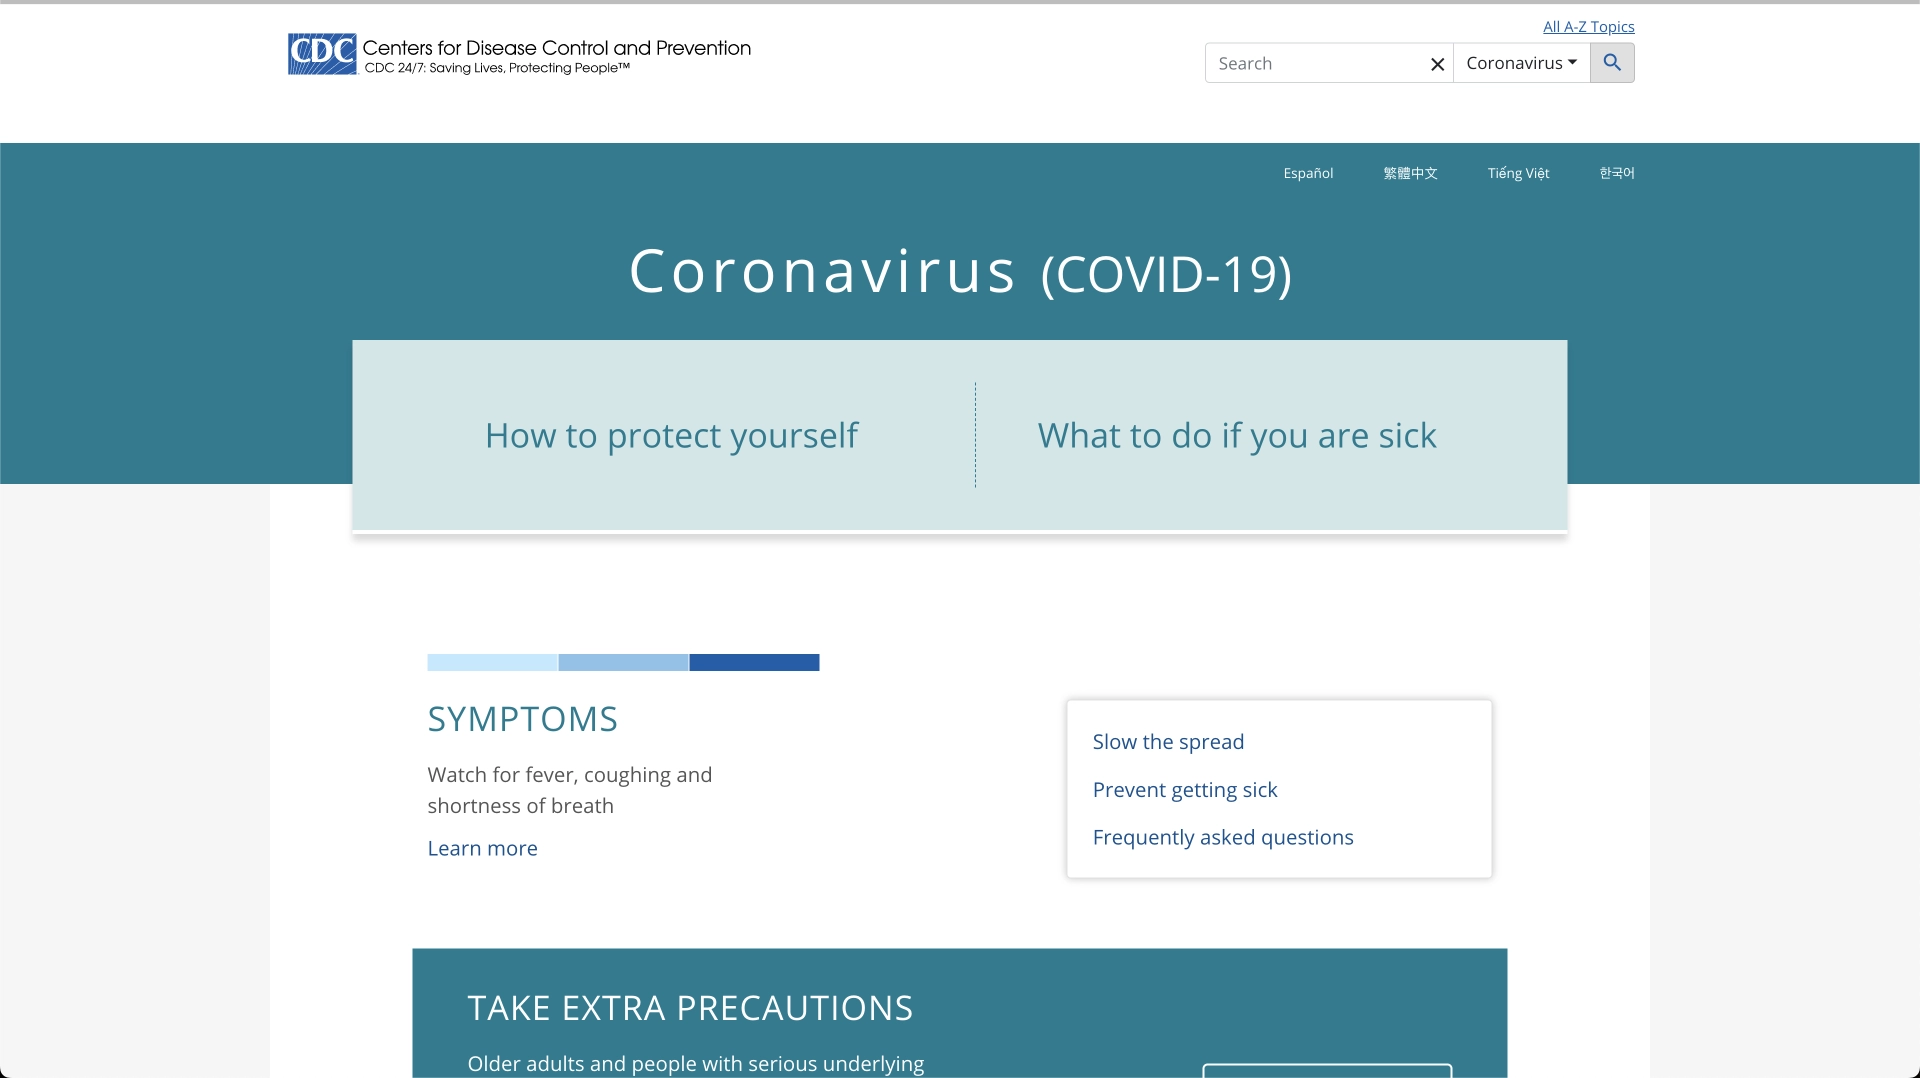 All A-Z Topics
CDC Centers for Disease Control and Prevention
CDC 24/7: Saving Lives, Protecting People™
Search
Coronavirus
Español
繁體中文
Tiếng Việt
한국어
Coronavirus (COVID-19)
How to protect yourself
What to do if you are sick
SYMPTOMS
Watch for fever, coughing and
shortness of breath
Learn more
Slow the spread
Prevent getting sick
Frequently asked questions
TAKE EXTRA PRECAUTIONS
Older adults and people with serious underlying